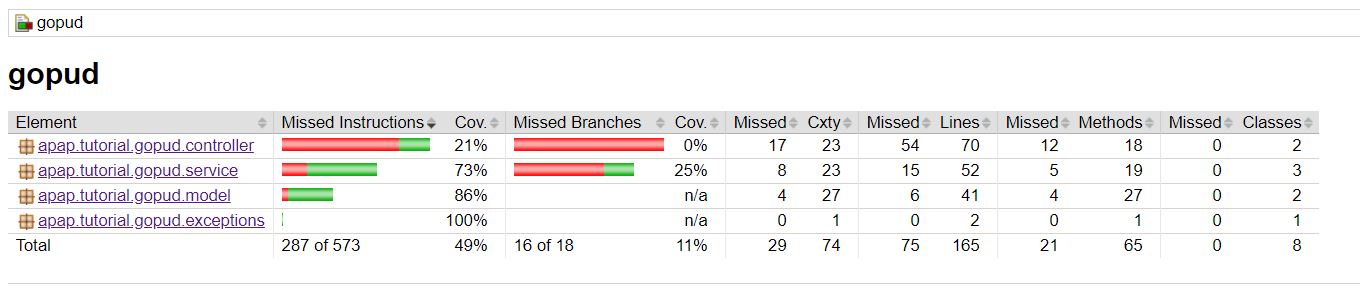 gopud
gopud
Element Missed Instructions Cov. Missed Branches Cov. Missed Cxty Missed Lines Missed Methods Missed Classes
apap.tutorial.gopud.controller 21% 0% 17 23 54 70 12 18 0 2
apap.tutorial.gopud.service 73% 25% 8 23 15 52 5 19 0 3
apap.tutorial.gopud.model 86% n/a 4 27 6 41 4 27 0 2
apap.tutorial.gopud.exceptions 100% n/a 0 1 0 2 0 1 0 1
Total 287 of 573 49% 16 of 18 11% 29 74 75 165 21 65 0 8